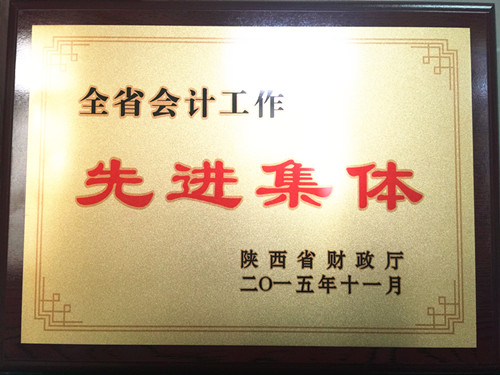 全省会计工作
先进集体
陕西省财政厅
二〇一五年十一月